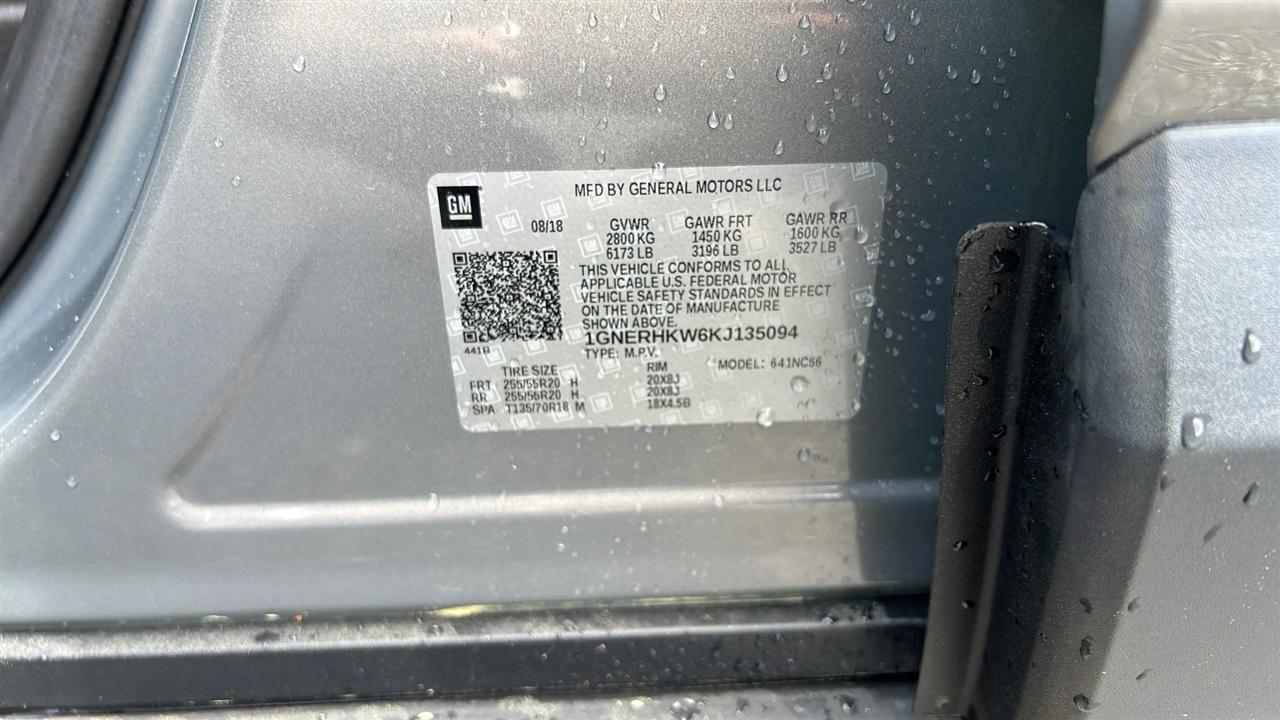 GM
MFD BY GENERAL MOTORS LLC
08/18
GVWR GAWR FRT GAWR RR
2800 KG 1450 KG 1600 KG
6173 LB 3196 LB 3527 LB
THIS VEHICLE CONFORMS TO ALL
APPLICABLE U.S. FEDERAL MOTOR
VEHICLE SAFETY STANDARDS IN EFFECT
ON THE DATE OF MANUFACTURE
SHOWN ABOVE.
441B
1GNERHKW6KJ135094
TYPE: M.P.V. MODEL: 641NC56
TIRE SIZE RIM
FRT 255/55R20 H 20X8J
RR 255/55R20 H 20X8J
SPA T135/70R18 M 18X4.5B